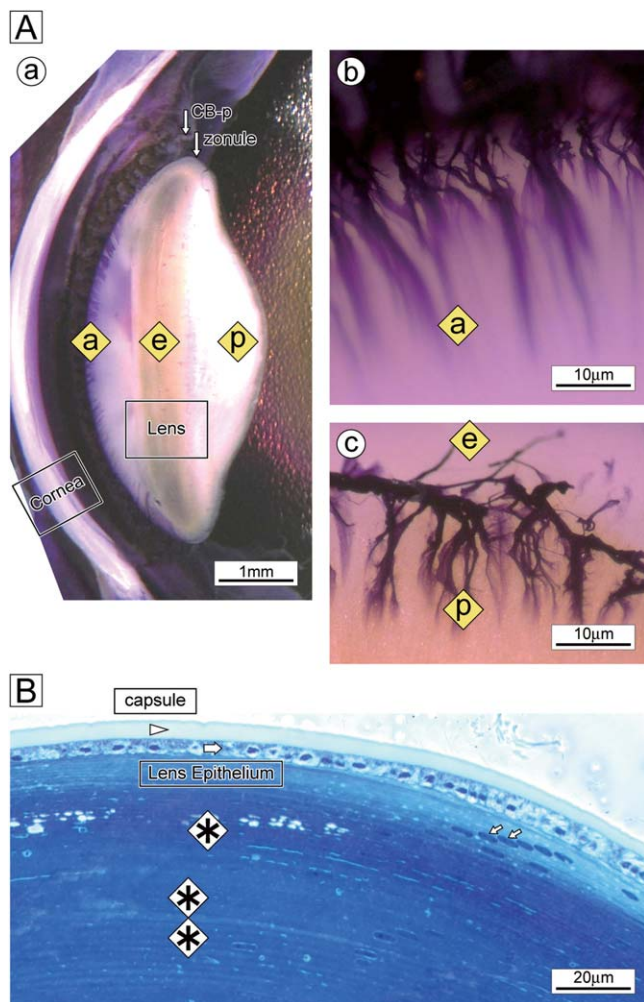 A
a
CB-p
zonule
a
e
p
Lens
Cornea
1mm
b
a
10μm
c
e
p
10μm
B
capsule
Lens Epithelium
*
*
*
20μm